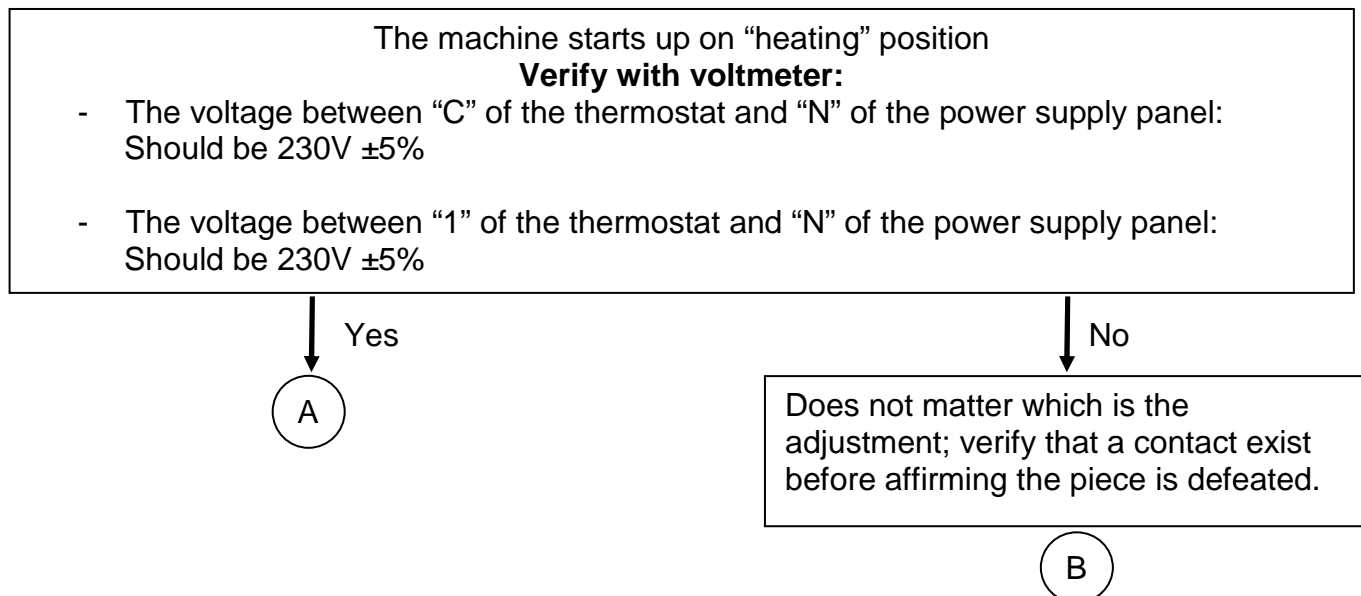 The machine starts up on “heating” position
Verify with voltmeter:
- The voltage between “C” of the thermostat and “N” of the power supply panel:
Should be 230V ±5%
- The voltage between “1” of the thermostat and “N” of the power supply panel:
Should be 230V ±5%
Yes
No
A
Does not matter which is the
adjustment; verify that a contact exist
before affirming the piece is defeated.
B